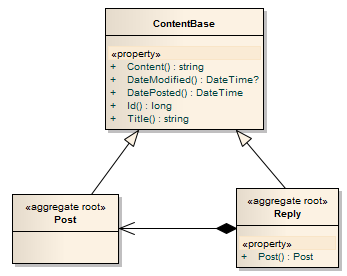 ContentBase
«property»
+ Content() : string
+ DateModified() : DateTime?
+ DatePosted() : DateTime
+ Id() : long
+ Title() : string
«aggregate root»
Post
«aggregate root»
Reply
«property»
+ Post() : Post